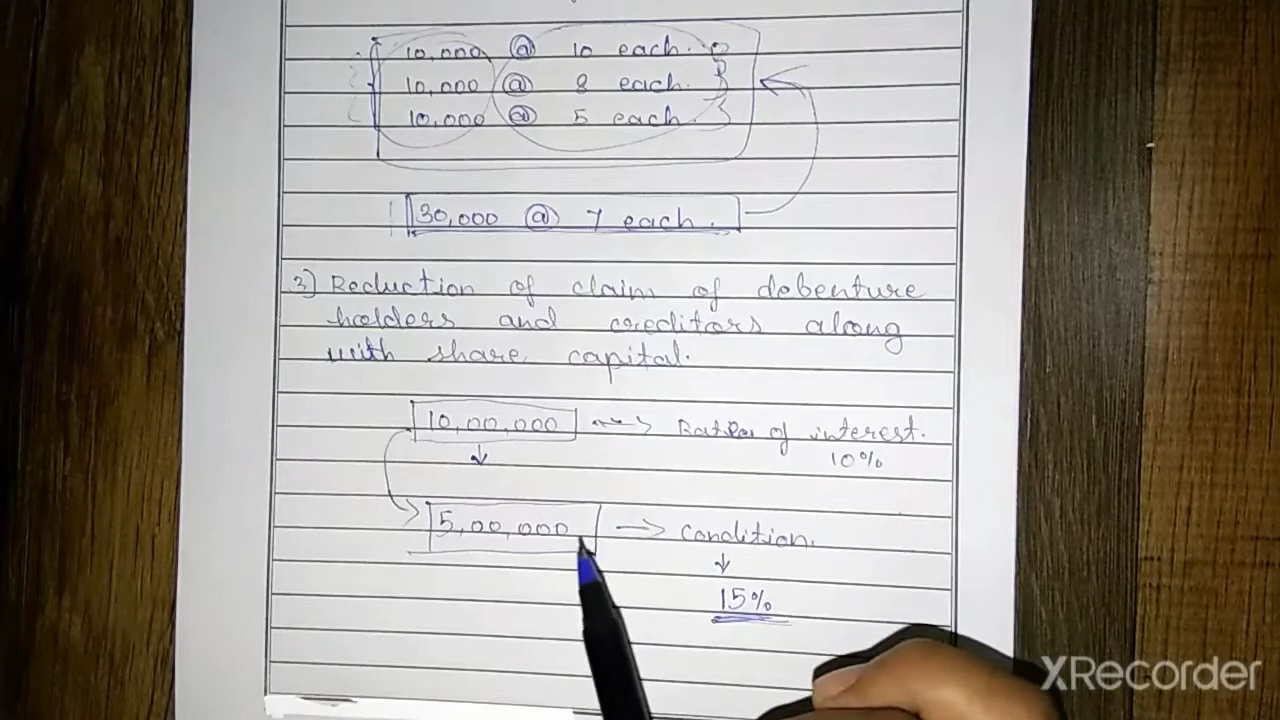 10,000 @ 10 each.
10,000 @ 8 each.
10,000 @ 5 each
30,000 @ 7 each.
3) Reduction of claim of debenture
holders and creditors along
with share capital.
10,00,000 → Rate of interest.
10%
5,00,000 → Condition.
15%
XRecorder